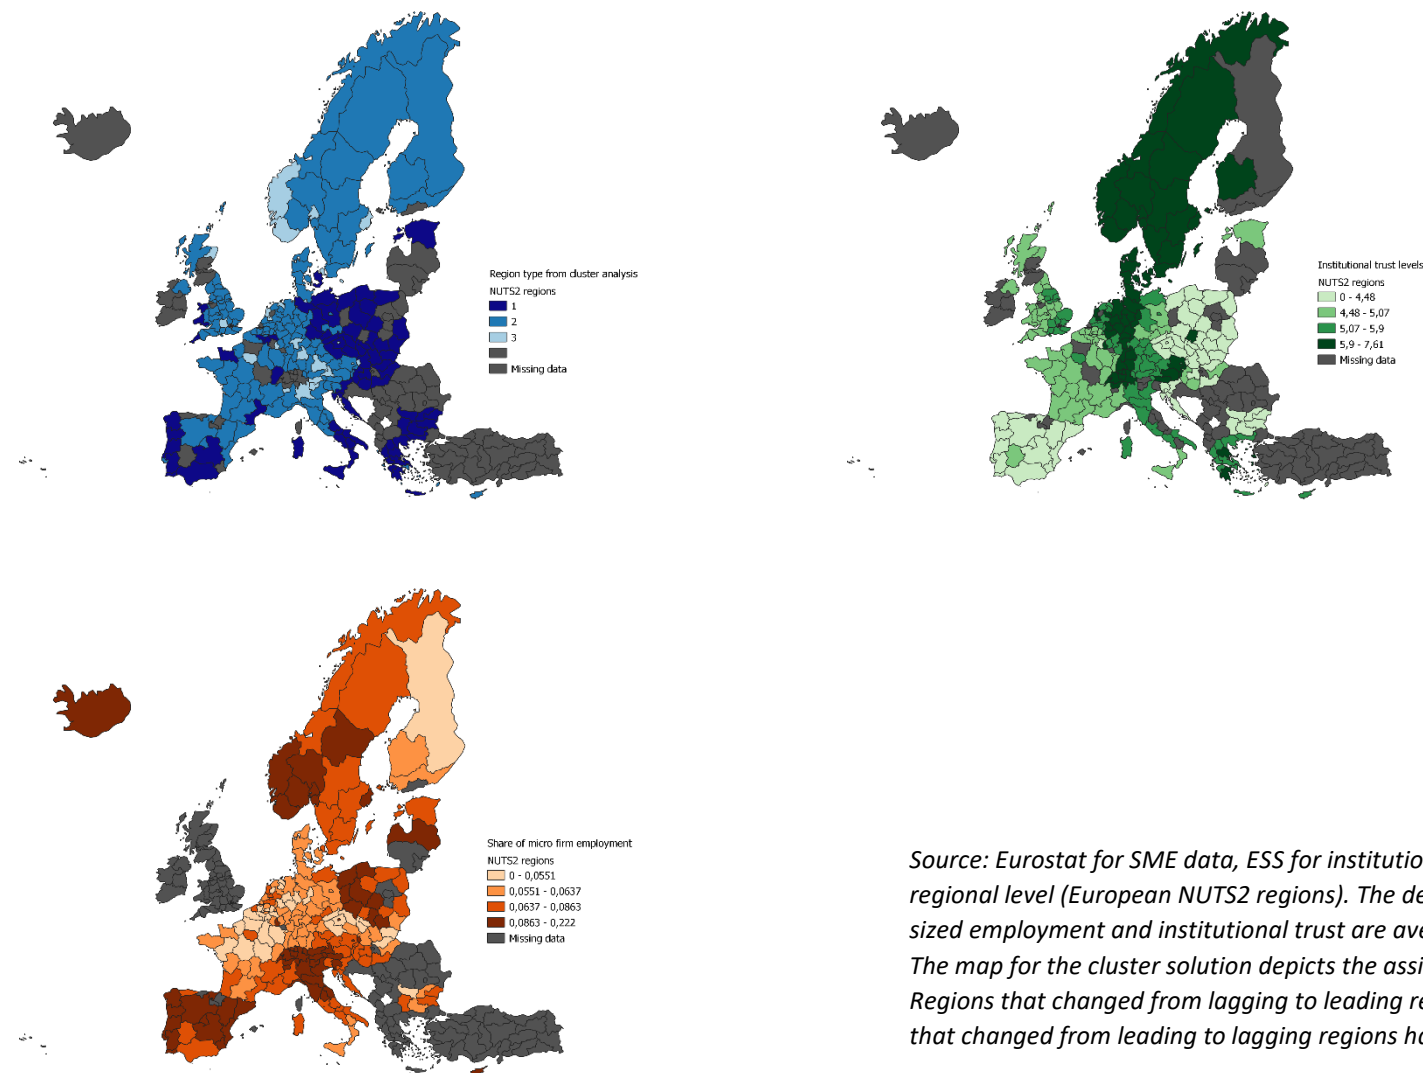 Region type from cluster analysis
NUTS2 regions
1
2
3
Missing data
Institutional trust levels
NUTS2 regions
0 - 4,48
4,48 - 5,07
5,07 - 5,9
5,9 - 7,61
Missing data
Share of micro firm employment
NUTS2 regions
0 - 0,0551
0,0551 - 0,0637
0,0637 - 0,0863
0,0863 - 0,222
Missing data
Source: Eurostat for SME data, ESS for institution
regional level (European NUTS2 regions). The de
sized employment and institutional trust are ave
The map for the cluster solution depicts the assi
Regions that changed from lagging to leading re
that changed from leading to lagging regions ha